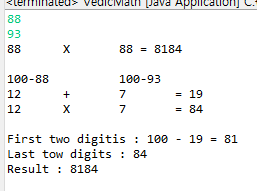 <terminated> VedicMath [Java Application] C:
88
93
88 X 88 = 8184
100-88 100-93
12 + 7 = 19
12 X 7 = 84
First two digitis : 100 - 19 = 81
Last tow digits : 84
Result : 8184